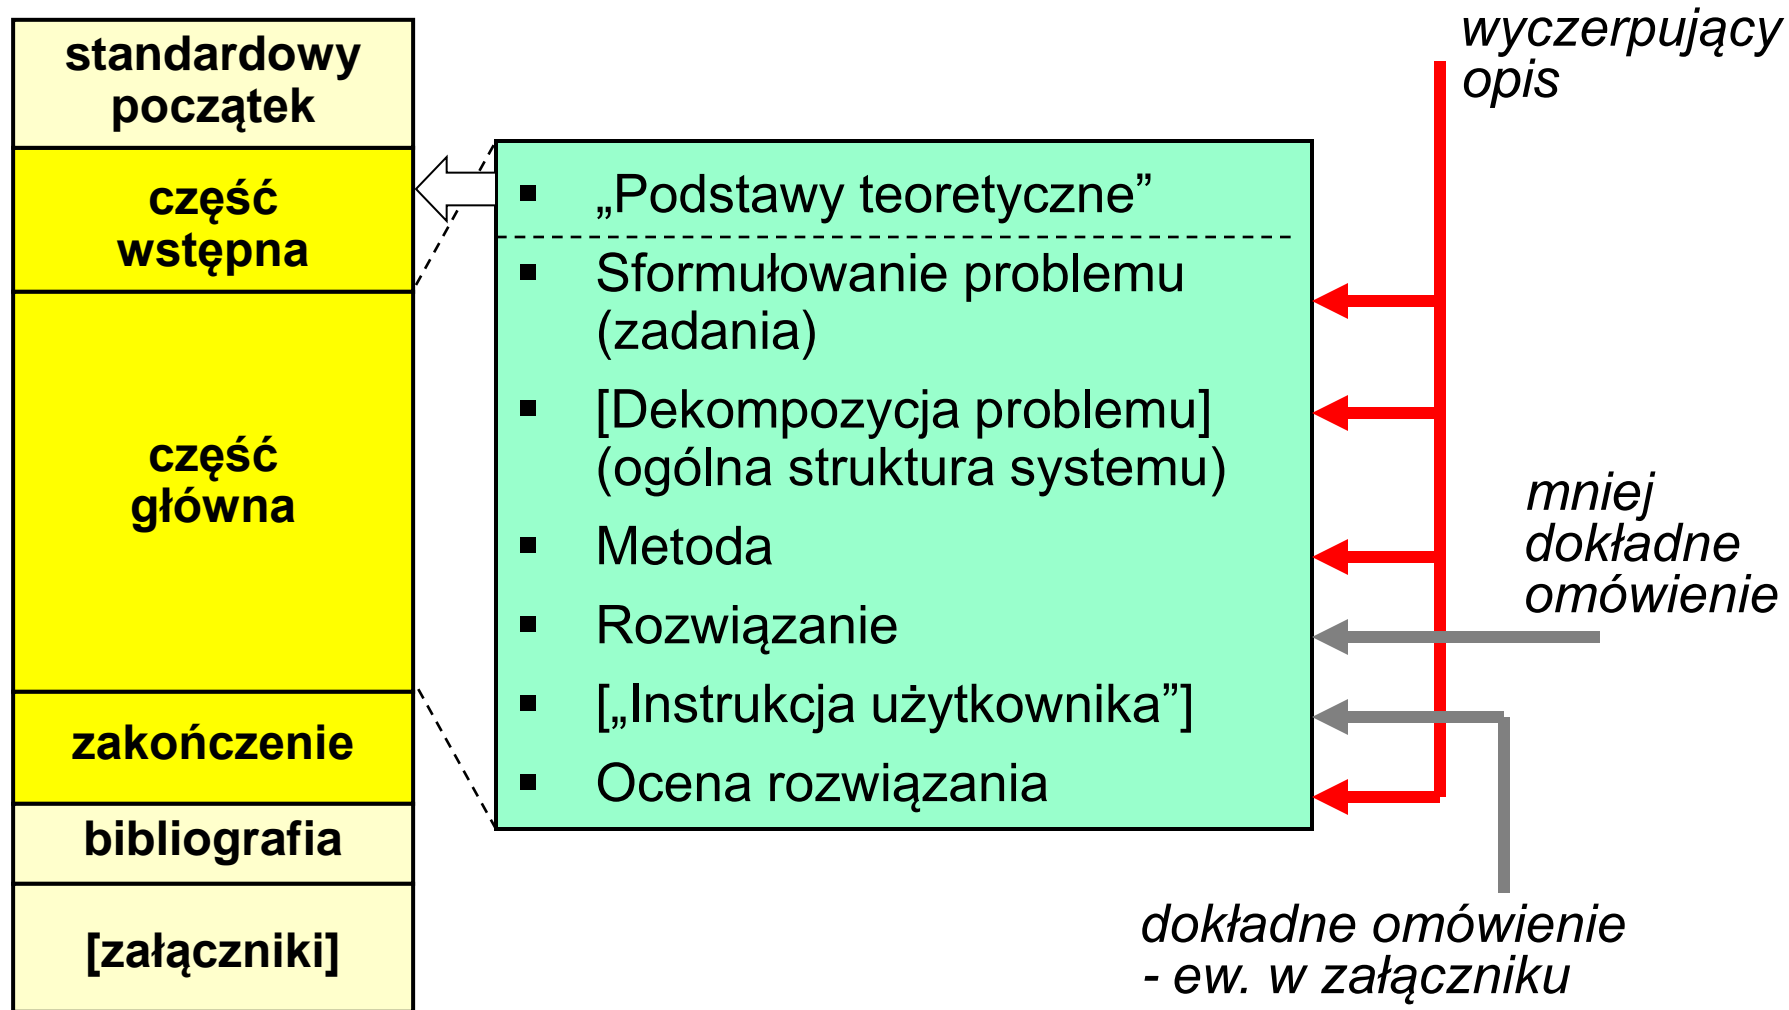 standardowy
początek
część
wstępna
część
główna
zakończenie
bibliografia
[załączniki]
▪ „Podstawy teoretyczne”
▪ Sformułowanie problemu
(zadania)
▪ [Dekompozycja problemu]
(ogólna struktura systemu)
▪ Metoda
▪ Rozwiązanie
▪ [„Instrukcja użytkownika”]
▪ Ocena rozwiązania
wyczerpujący
opis
mniej
dokładne
omówienie
dokładne omówienie
- ew. w załączniku